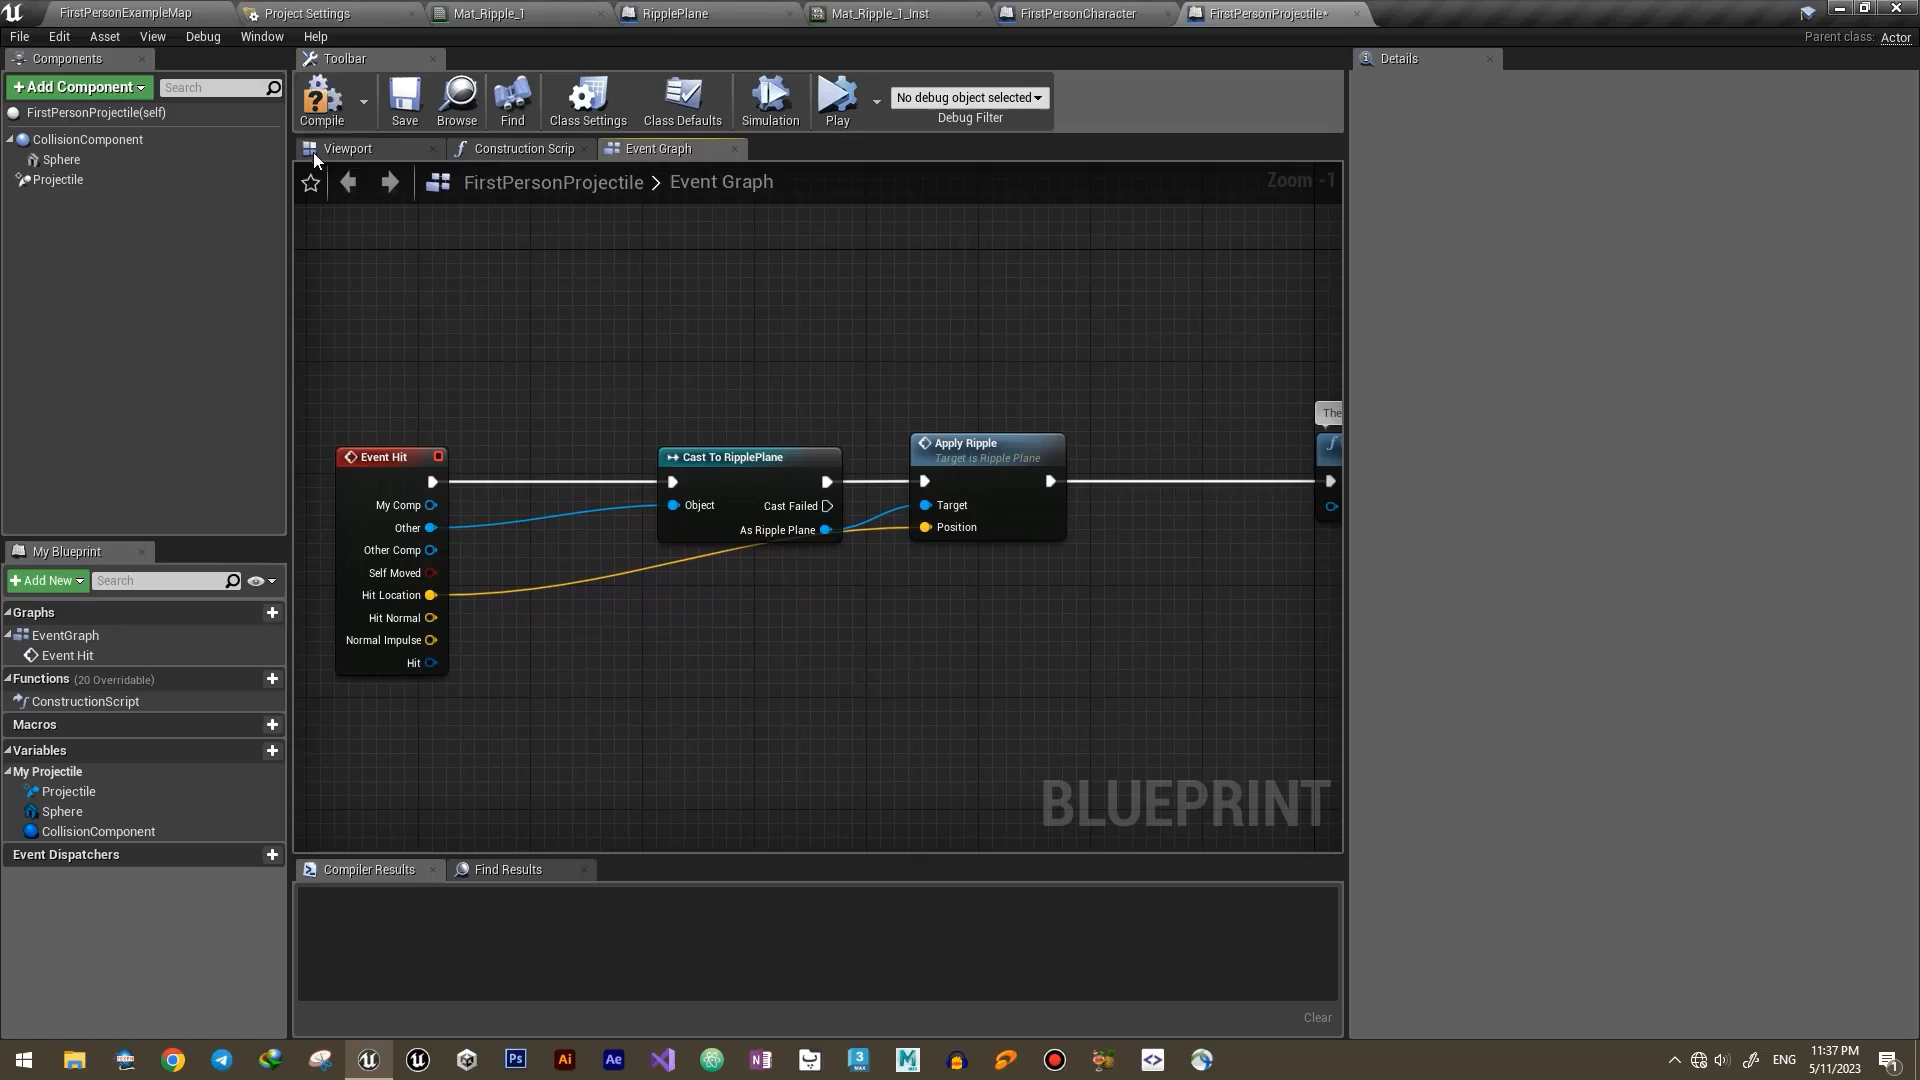 FirstPersonExampleMap
Project Settings
Mat_Ripple_1
RipplePlane
Mat_Ripple_1_Inst
FirstPersonCharacter
FirstPersonProjectile*
File Edit Asset View Debug Window Help
Parent class: Actor
Components
Toolbar
Details
+Add Component
Search
FirstPersonProjectile(self)
CollisionComponent
Sphere
Projectile
Compile
Save
Browse
Find
Class Settings
Class Defaults
Simulation
Play
No debug object selected
Debug Filter
Viewport
Construction Scrip
Event Graph
FirstPersonProjectile > Event Graph
Zoom -1
Event Hit
My Comp
Other
Other Comp
Self Moved
Hit Location
Hit Normal
Normal Impulse
Hit
Cast To RipplePlane
Object
Cast Failed
As Ripple Plane
Apply Ripple
Target is Ripple Plane
Target
Position
The
f
BLUEPRINT
My Blueprint
+Add New
Search
Graphs
EventGraph
Event Hit
Functions (20 Overridable)
ConstructionScript
Macros
Variables
My Projectile
Projectile
Sphere
CollisionComponent
Event Dispatchers
Compiler Results
Find Results
Clear
Ps
Ai
Ae
N
3
MAX
M
ENG
11:37 PM
5/11/2023
1